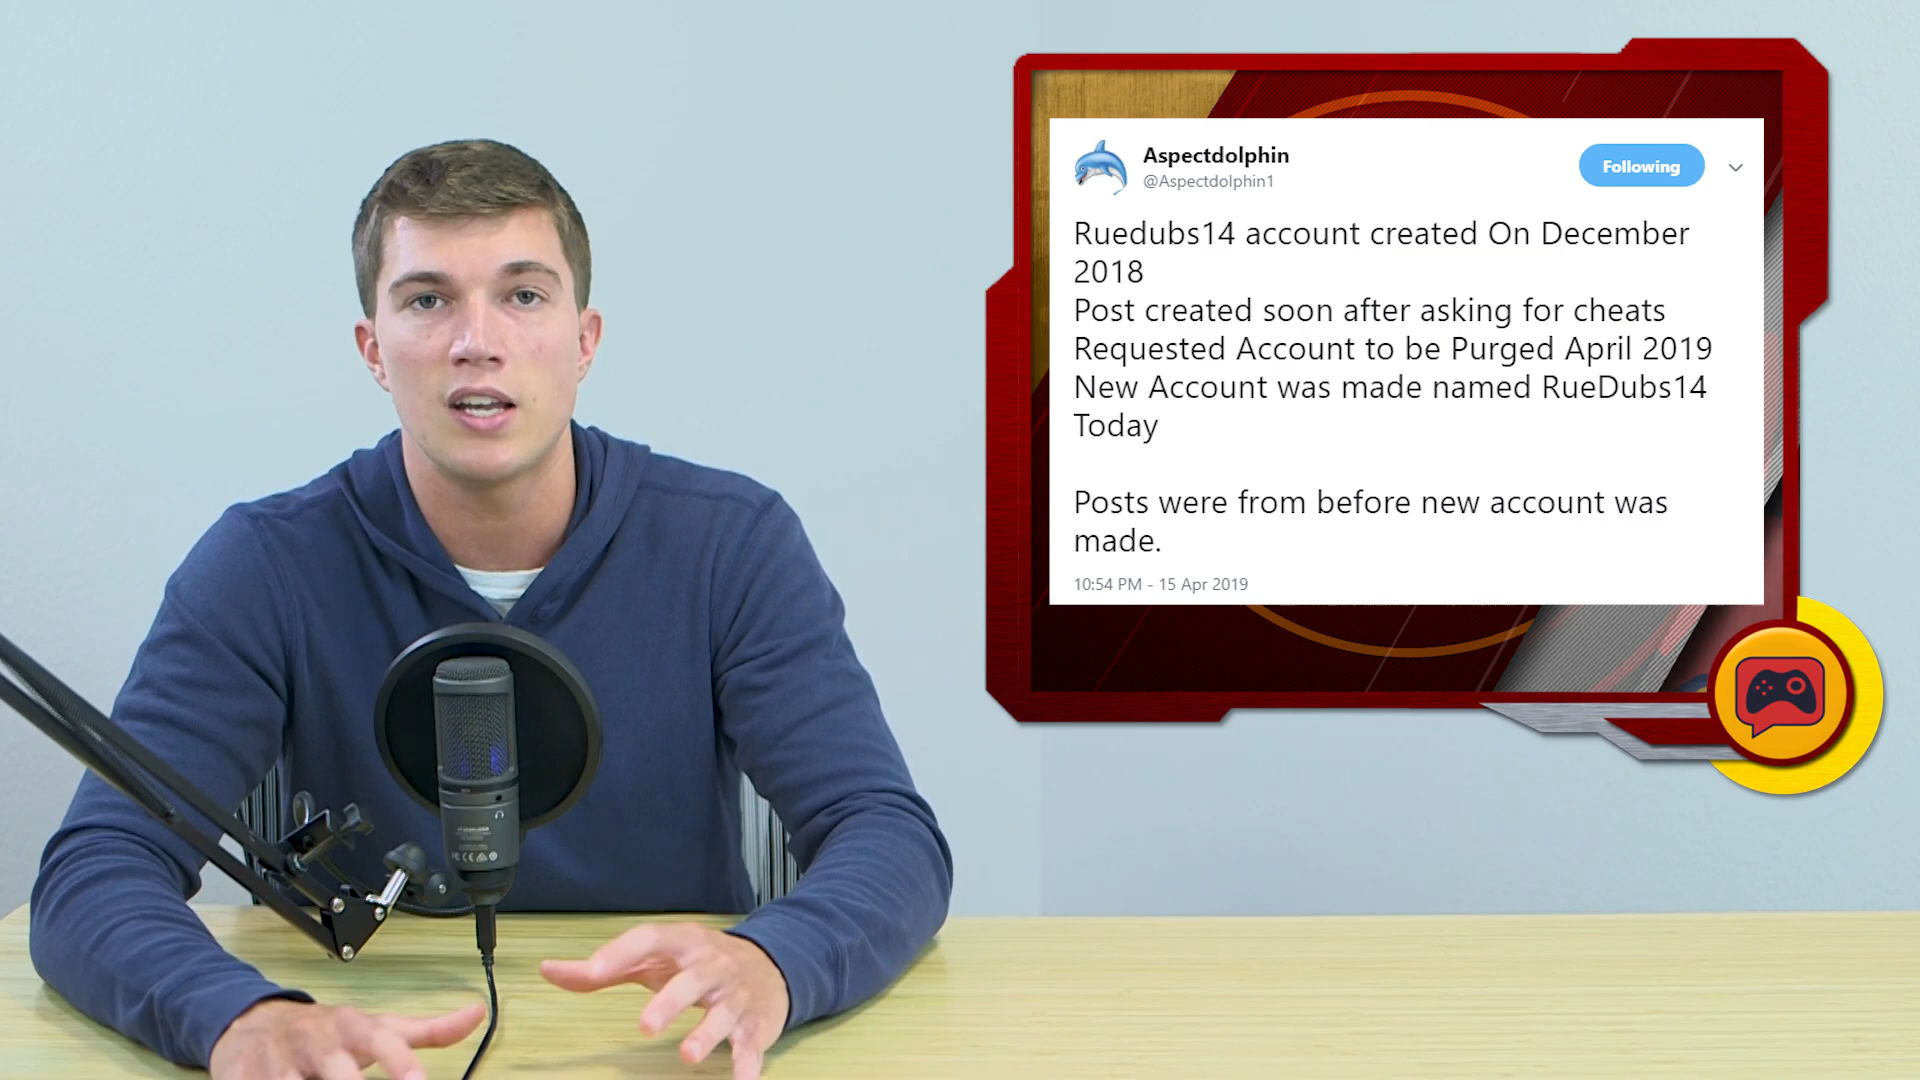 Aspectdolphin
@Aspectdolphin1
Following
Ruedubs14 account created On December
2018
Post created soon after asking for cheats
Requested Account to be Purged April 2019
New Account was made named RueDubs14
Today
Posts were from before new account was
made.
10:54 PM - 15 Apr 2019